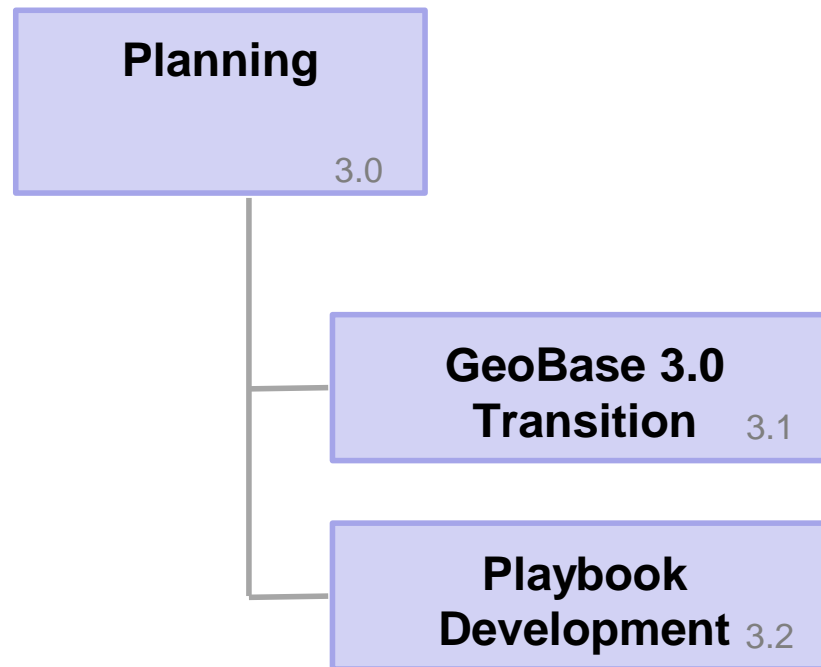 Planning
3.0
GeoBase 3.0
Transition 3.1
Playbook
Development 3.2